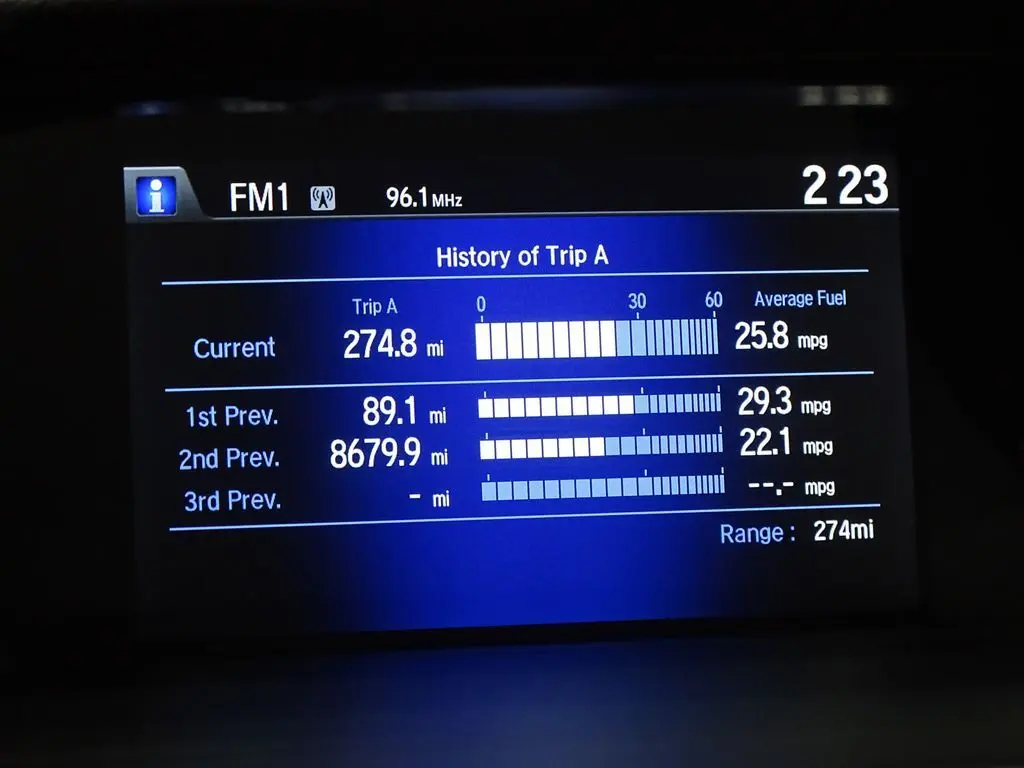 i FM1 96.1 MHz 2 23
History of Trip A
Trip A 0 30 60 Average Fuel
Current 274.8 mi 25.8 mpg
1st Prev. 89.1 mi 29.3 mpg
2nd Prev. 8679.9 mi 22.1 mpg
3rd Prev. - mi --.- mpg
Range : 274mi